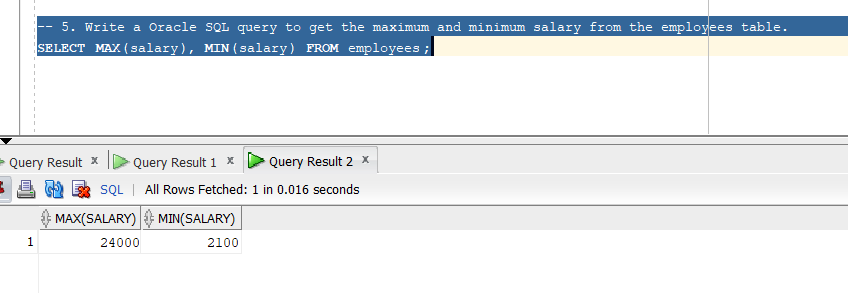 -- 5. Write a Oracle SQL query to get the maximum and minimum salary from the employees table.
SELECT MAX(salary), MIN(salary) FROM employees;
Query Result x Query Result 1 x Query Result 2 x
SQL | All Rows Fetched: 1 in 0.016 seconds
MAX(SALARY) MIN(SALARY)
1 24000 2100